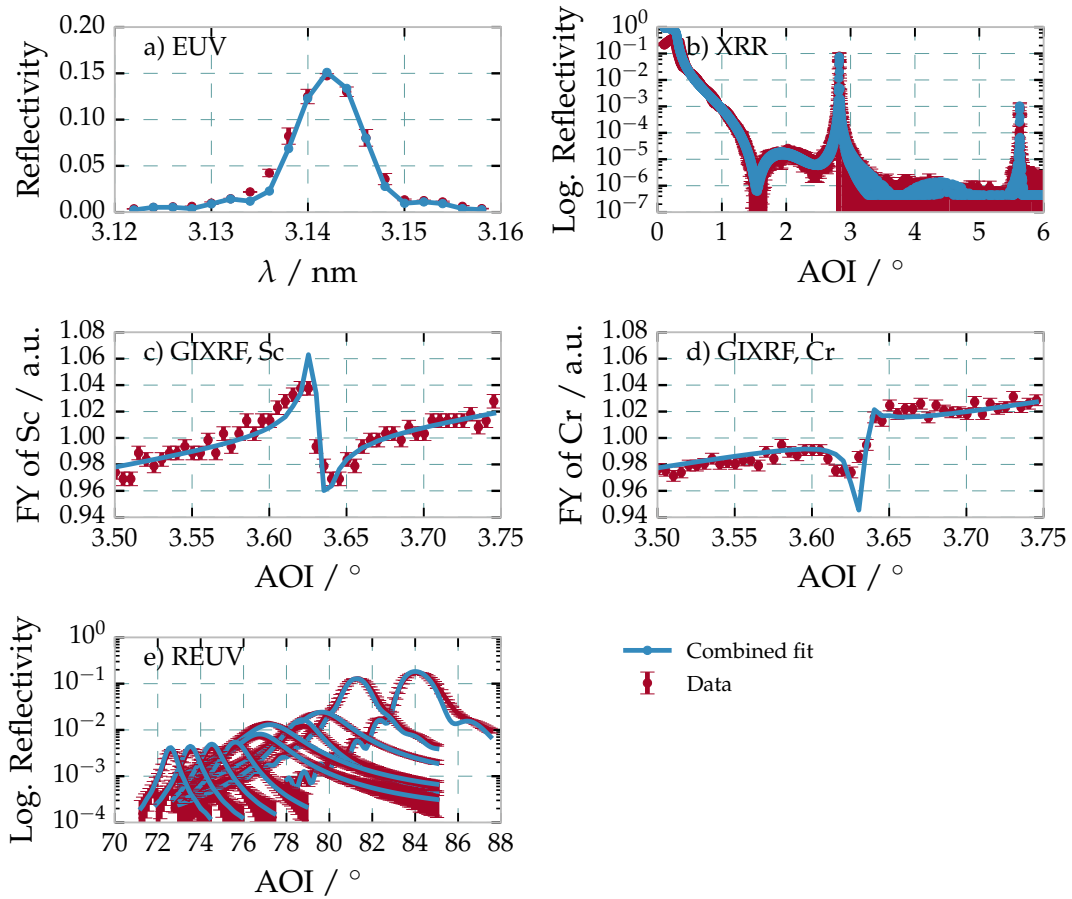 a) EUV
Reflectivity
0.20
0.15
0.10
0.05
0.00
3.12 3.13 3.14 3.15 3.16
λ / nm
b) XRR
Log. Reflectivity
10^0
10^-1
10^-2
10^-3
10^-4
10^-5
10^-6
10^-7
0 1 2 3 4 5 6
AOI / °
c) GIXRF, Sc
FY of Sc / a.u.
1.08
1.06
1.04
1.02
1.00
0.98
0.96
0.94
3.50 3.55 3.60 3.65 3.70 3.75
AOI / °
d) GIXRF, Cr
FY of Cr / a.u.
1.08
1.06
1.04
1.02
1.00
0.98
0.96
0.94
3.50 3.55 3.60 3.65 3.70 3.75
AOI / °
e) REUV
Log. Reflectivity
10^0
10^-1
10^-2
10^-3
10^-4
70 72 74 76 78 80 82 84 86 88
AOI / °
Combined fit
Data